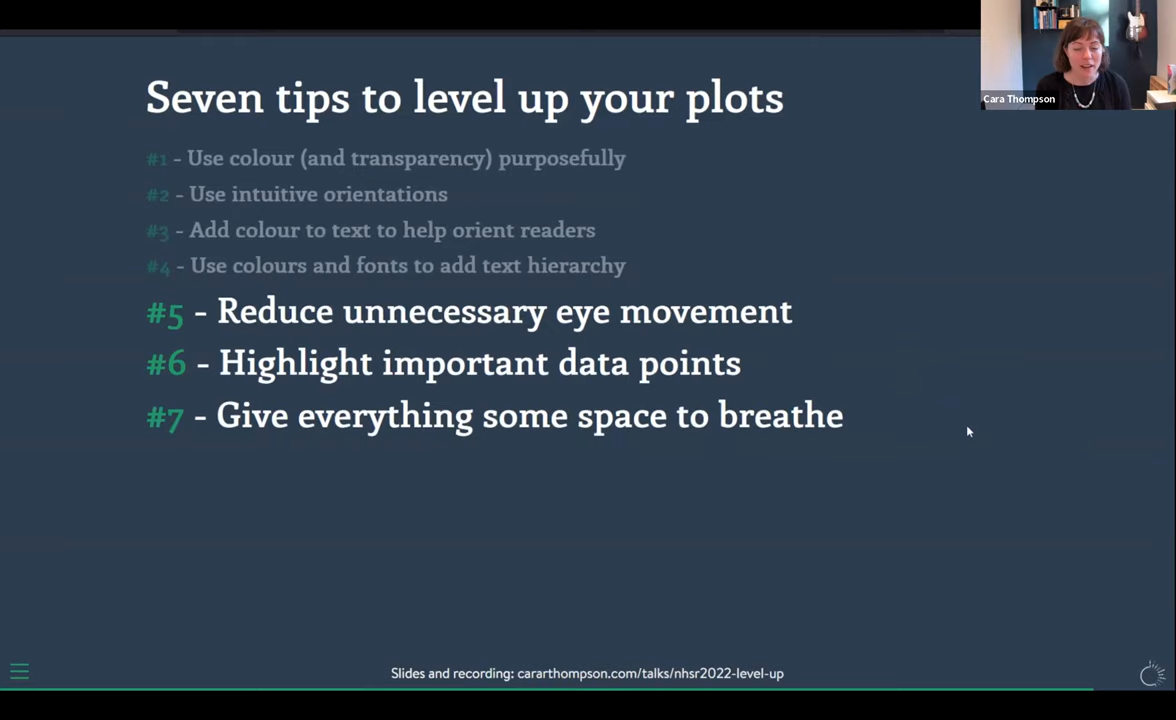 Cara Thompson
Seven tips to level up your plots
#1 - Use colour (and transparency) purposefully
#2 - Use intuitive orientations
#3 - Add colour to text to help orient readers
#4 - Use colours and fonts to add text hierarchy
#5 - Reduce unnecessary eye movement
#6 - Highlight important data points
#7 - Give everything some space to breathe
Slides and recording: cararthompson.com/talks/nhsr2022-level-up